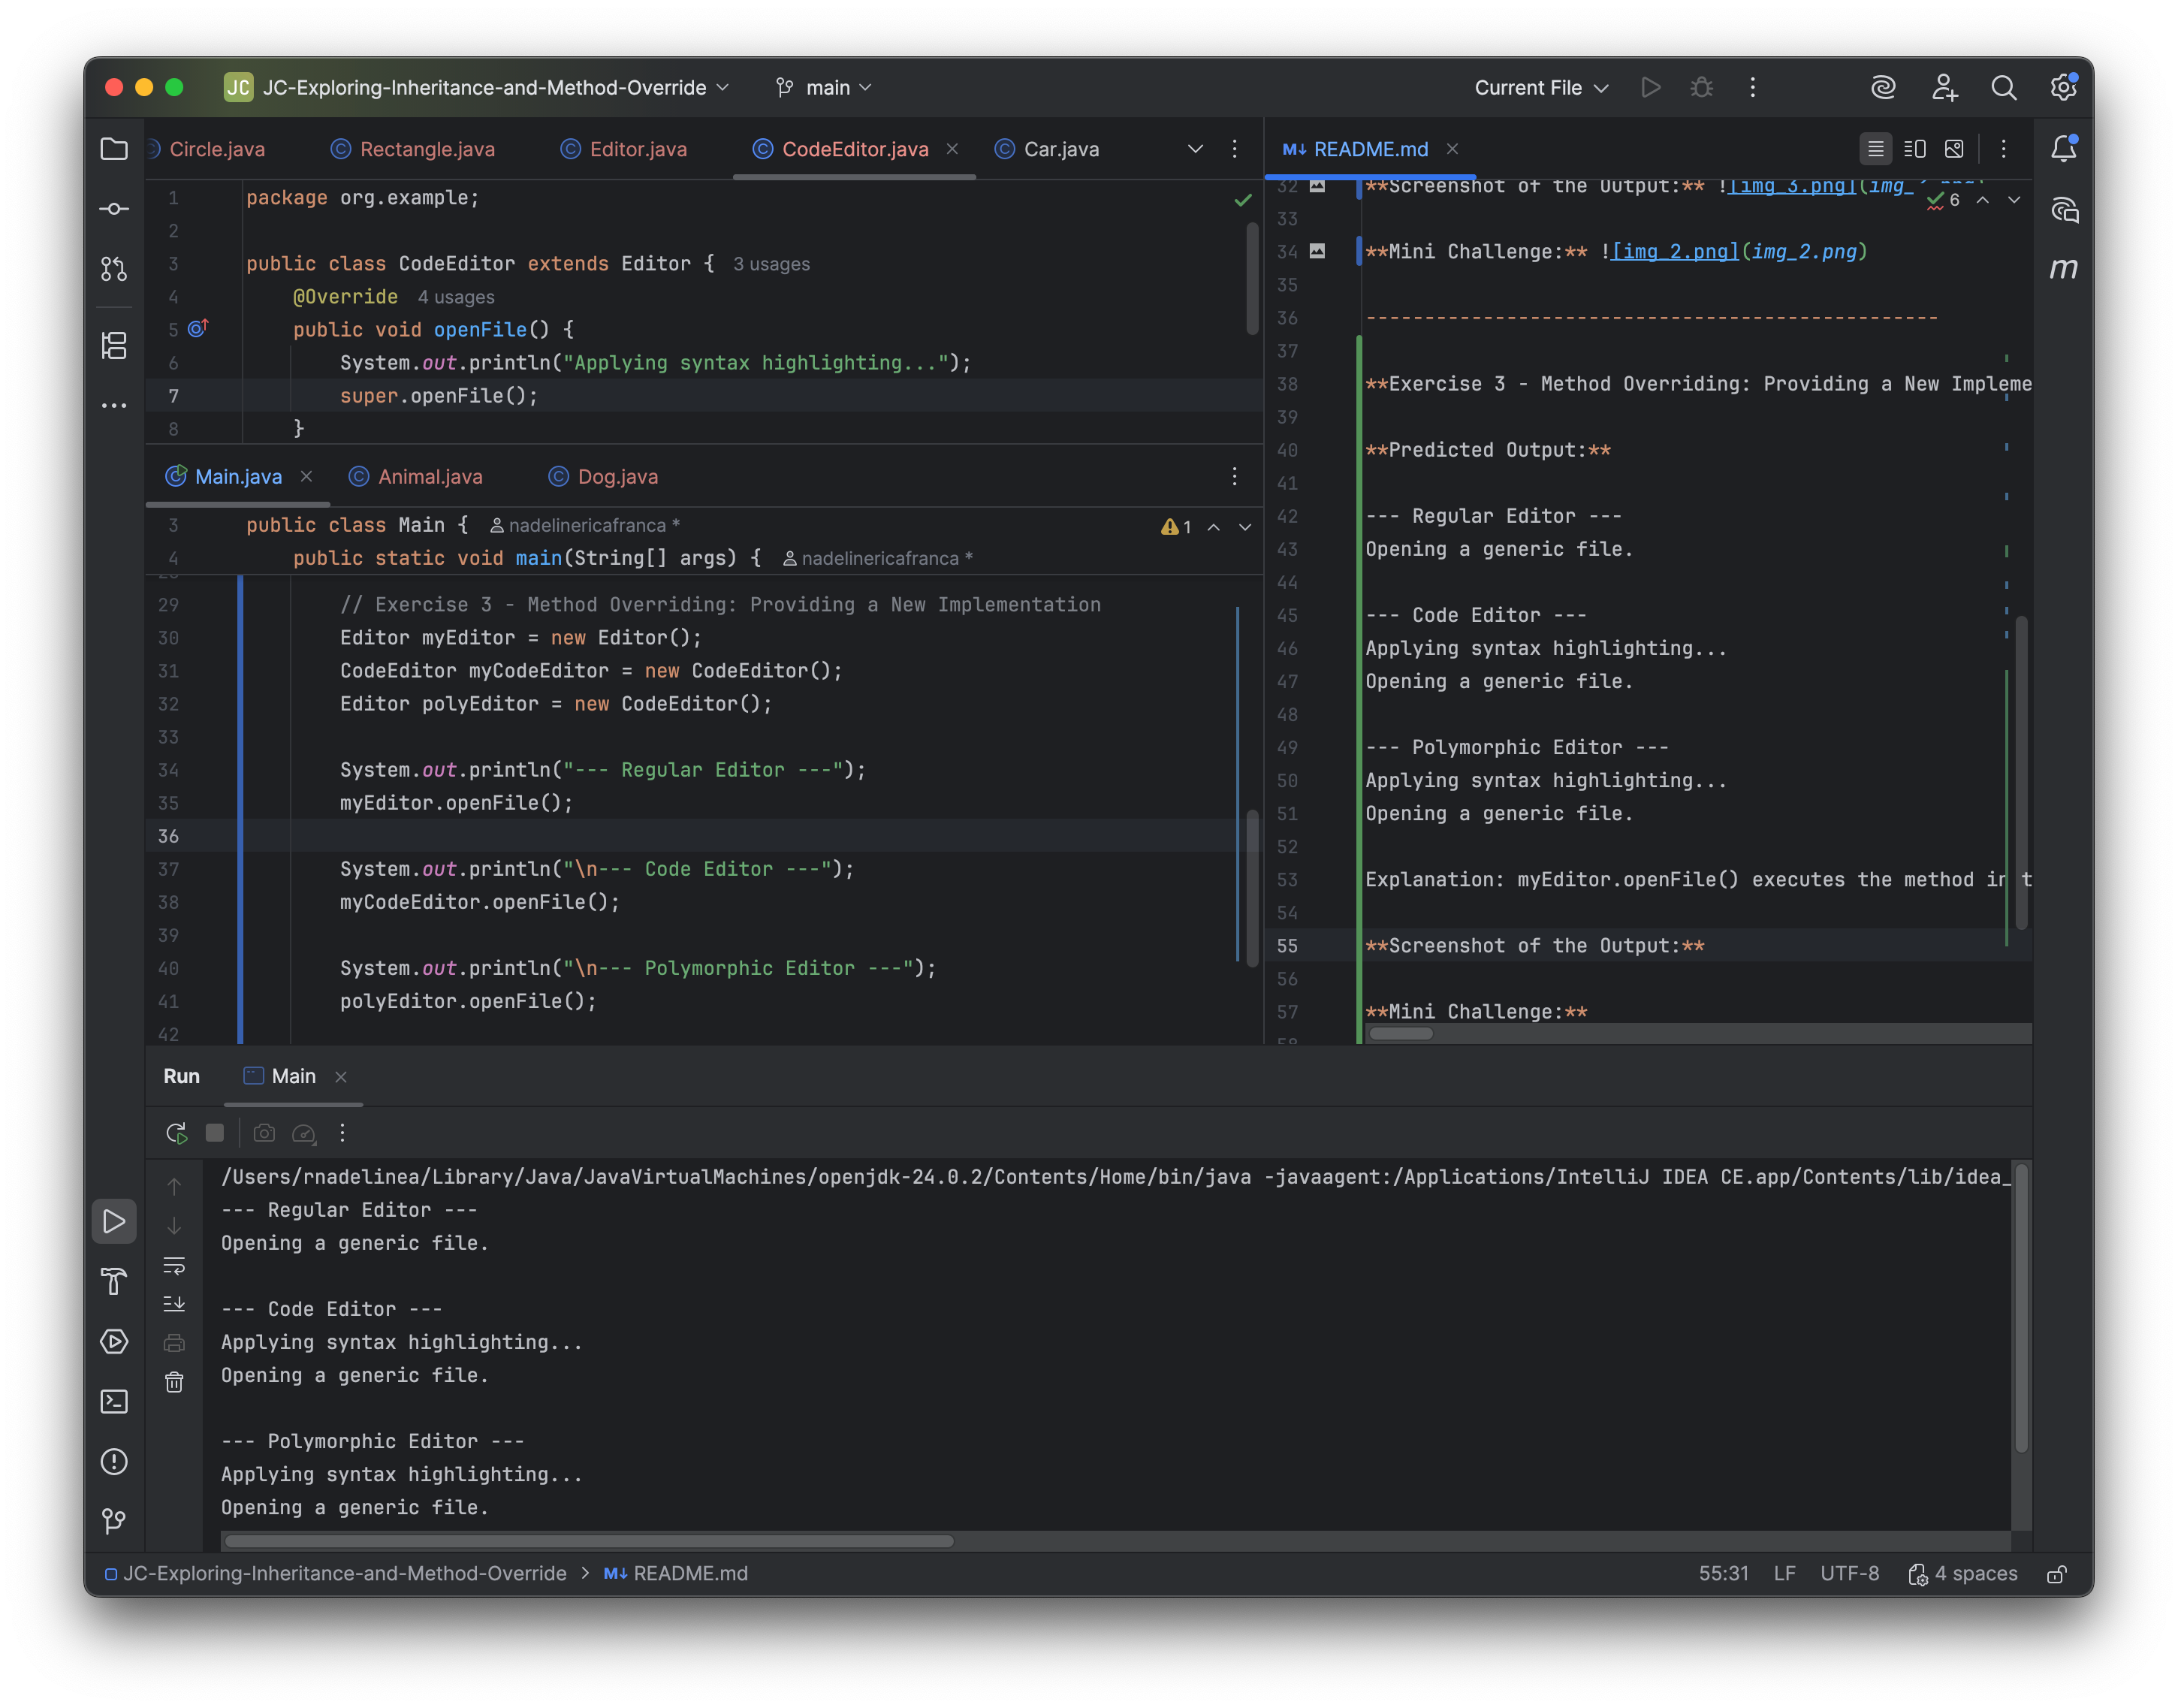 JC JC-Exploring-Inheritance-and-Method-Override main Current File
Circle.java Rectangle.java Editor.java CodeEditor.java Car.java
1 package org.example;
2
3 public class CodeEditor extends Editor { 3 usages
4 @Override 4 usages
5 public void openFile() {
6 System.out.println("Applying syntax highlighting...");
7 super.openFile();
8 }
Main.java Animal.java Dog.java
3 public class Main { nadelinericafranca *
1
4 public static void main(String[] args) { nadelinericafranca *
29 // Exercise 3 - Method Overriding: Providing a New Implementation
30 Editor myEditor = new Editor();
31 CodeEditor myCodeEditor = new CodeEditor();
32 Editor polyEditor = new CodeEditor();
33
34 System.out.println("--- Regular Editor ---");
35 myEditor.openFile();
36
37 System.out.println("\n--- Code Editor ---");
38 myCodeEditor.openFile();
39
40 System.out.println("\n--- Polymorphic Editor ---");
41 polyEditor.openFile();
42
M↓ README.md
32 **Screenshot of the Output:** ![img_3.png](img_
6
33
34 **Mini Challenge:** ![img_2.png](img_2.png)
35
36 -------------------------------------------------
37
38 **Exercise 3 - Method Overriding: Providing a New Impleme
39
40 **Predicted Output:**
41
42 --- Regular Editor ---
43 Opening a generic file.
44
45 --- Code Editor ---
46 Applying syntax highlighting...
47 Opening a generic file.
48
49 --- Polymorphic Editor ---
50 Applying syntax highlighting...
51 Opening a generic file.
52
53 Explanation: myEditor.openFile() executes the method in t
54
55 **Screenshot of the Output:**
56
57 **Mini Challenge:**
58
m
Run Main
/Users/rnadelinea/Library/Java/JavaVirtualMachines/openjdk-24.0.2/Contents/Home/bin/java -javaagent:/Applications/IntelliJ IDEA CE.app/Contents/lib/idea_
--- Regular Editor ---
Opening a generic file.
--- Code Editor ---
Applying syntax highlighting...
Opening a generic file.
--- Polymorphic Editor ---
Applying syntax highlighting...
Opening a generic file.
JC-Exploring-Inheritance-and-Method-Override > M↓ README.md 55:31 LF UTF-8 4 spaces